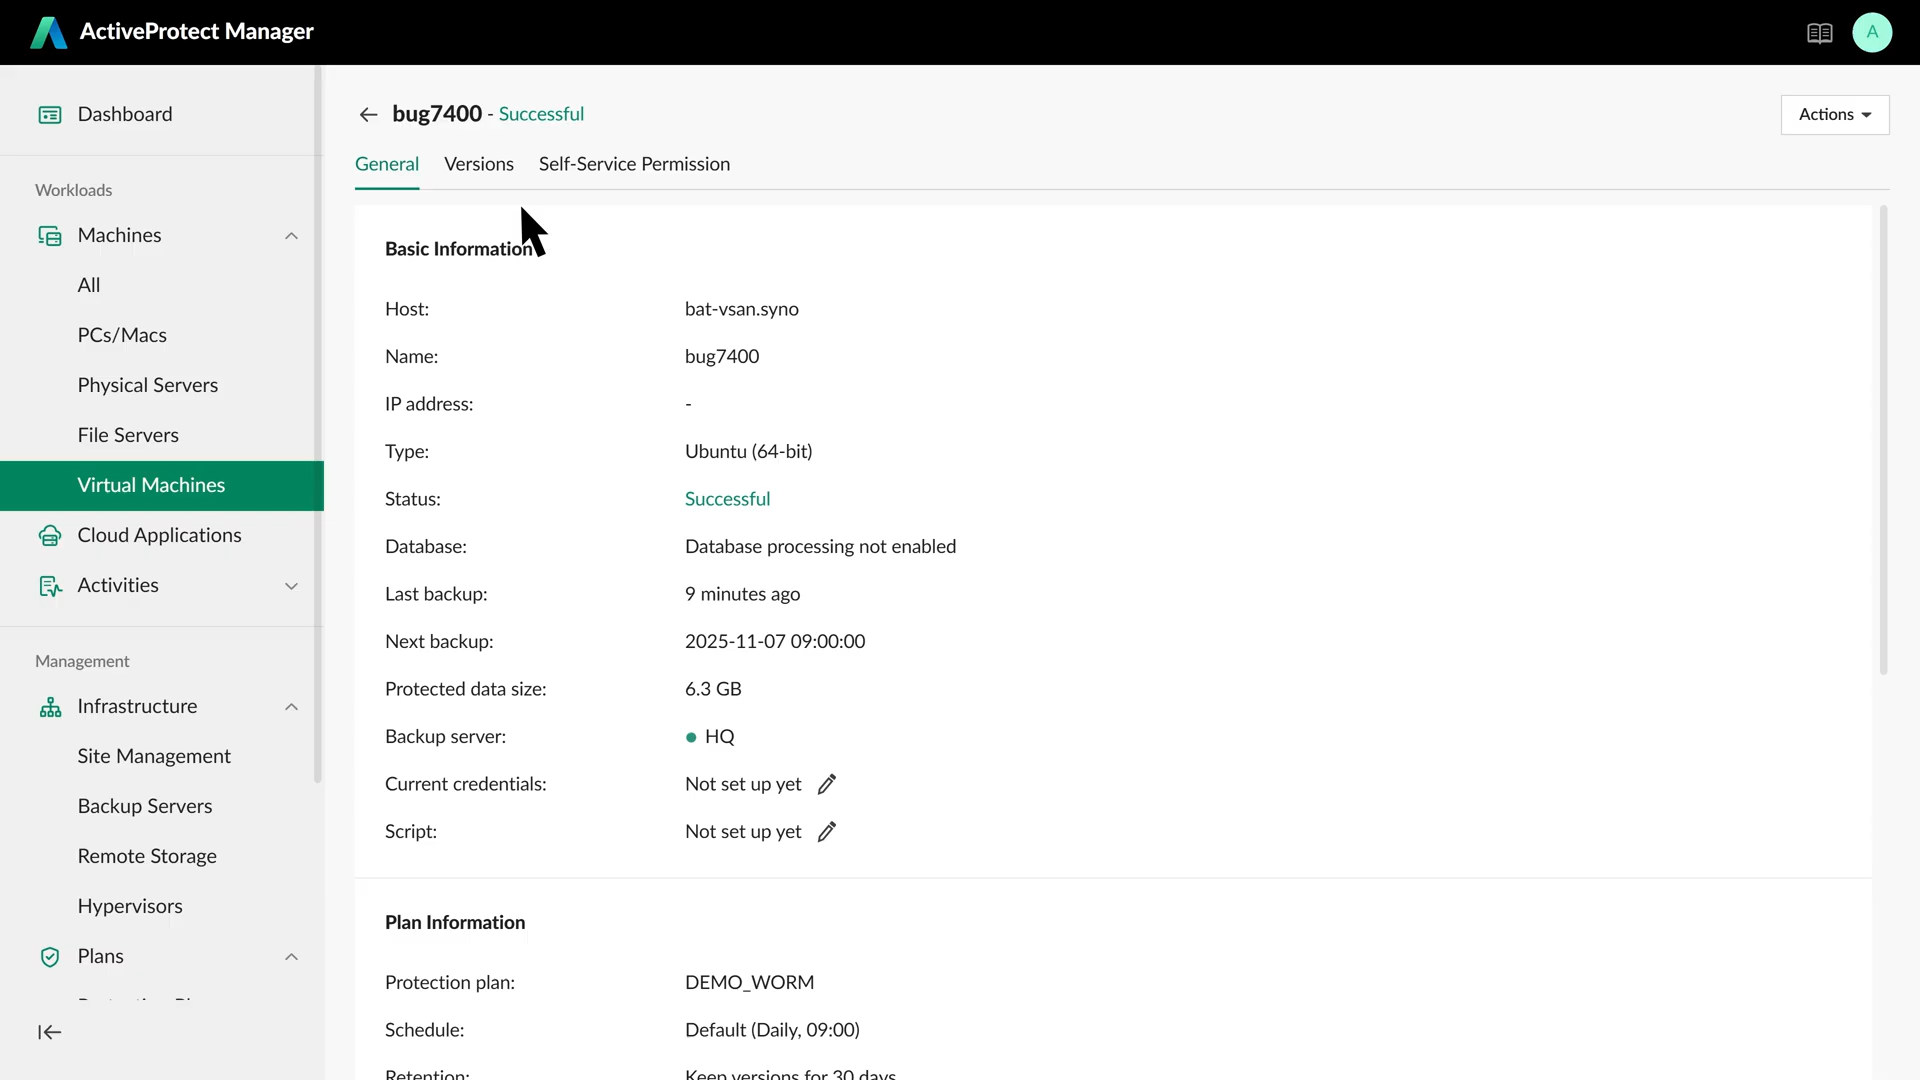 ActiveProtect Manager
A
Dashboard
Workloads
Machines
All
PCs/Macs
Physical Servers
File Servers
Virtual Machines
Cloud Applications
Activities
Management
Infrastructure
Site Management
Backup Servers
Remote Storage
Hypervisors
Plans
bug7400 - Successful
Actions
General Versions Self-Service Permission
Basic Information
Host: bat-vsan.syno
Name: bug7400
IP address: -
Type: Ubuntu (64-bit)
Status: Successful
Database: Database processing not enabled
Last backup: 9 minutes ago
Next backup: 2025-11-07 09:00:00
Protected data size: 6.3 GB
Backup server: HQ
Current credentials: Not set up yet
Script: Not set up yet
Plan Information
Protection plan: DEMO_WORM
Schedule: Default (Daily, 09:00)
Retention: Keep versions for 30 days